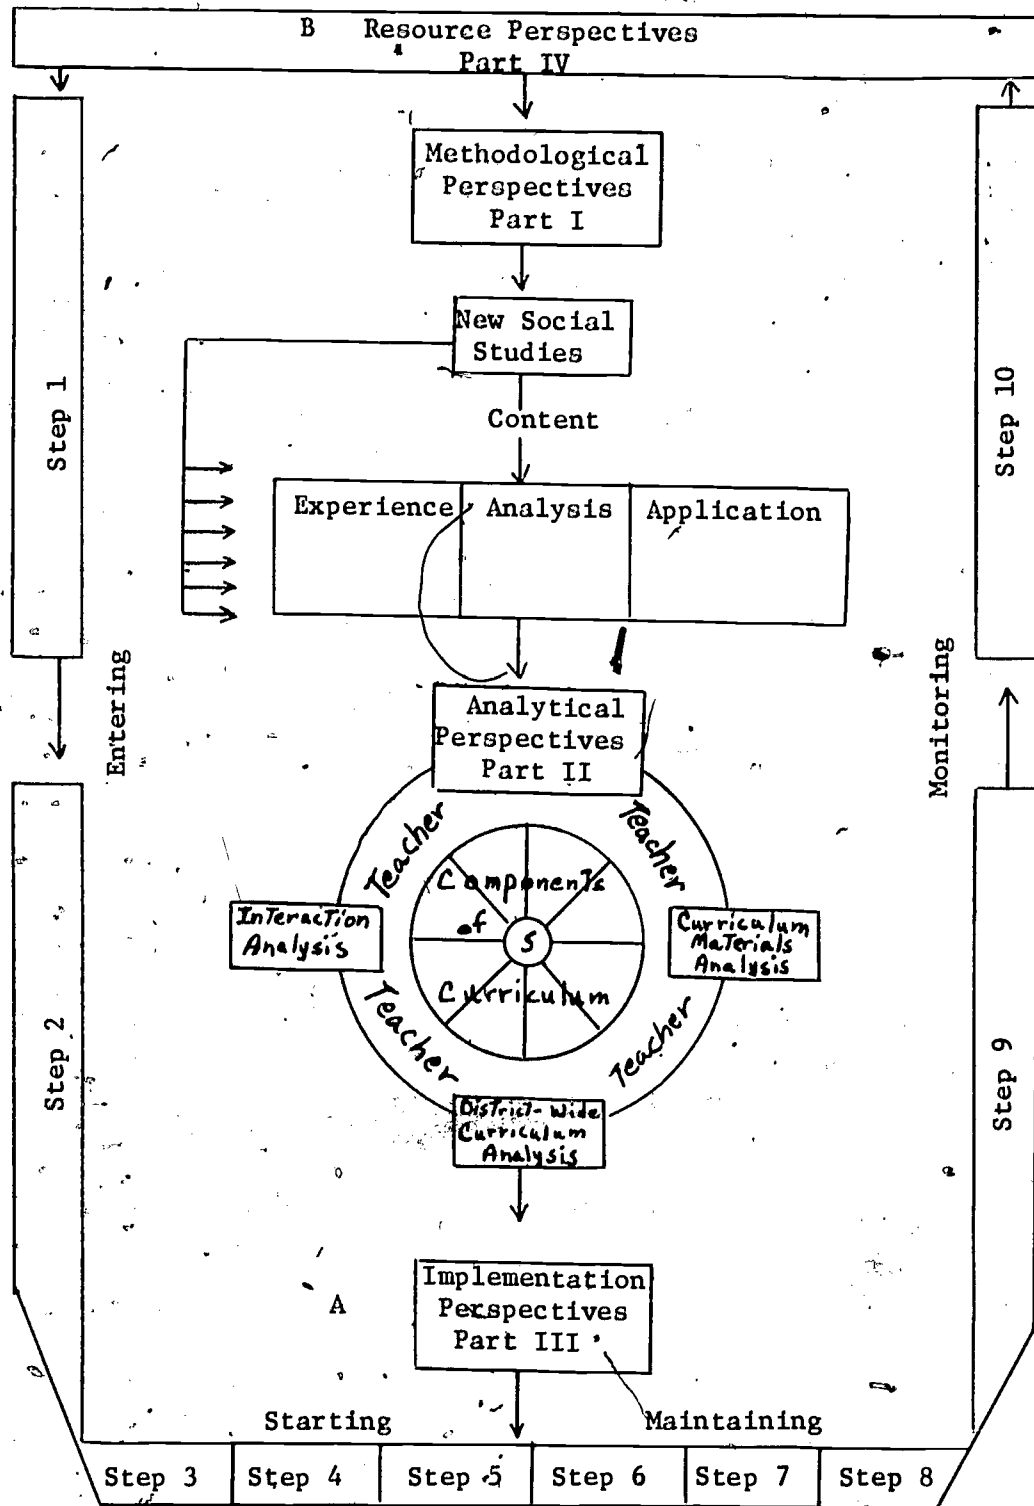 B Resource Perspectives
Part IV
Methodological
Perspectives
Part I
New Social
Studies
Content
Step 1
Step 10
Experience
Analysis
Application
Entering
Monitoring
Analytical
Perspectives
Part II
Teacher
Teacher
Components
of
S
Curriculum
Interaction
Analysis
Curriculum
Materials
Analysis
Teacher
Teacher
Step 2
Step 9
District-Wide
Curriculum
Analysis
A
Implementation
Perspectives
Part III
Starting
Maintaining
Step 3
Step 4
Step 5
Step 6
Step 7
Step 8